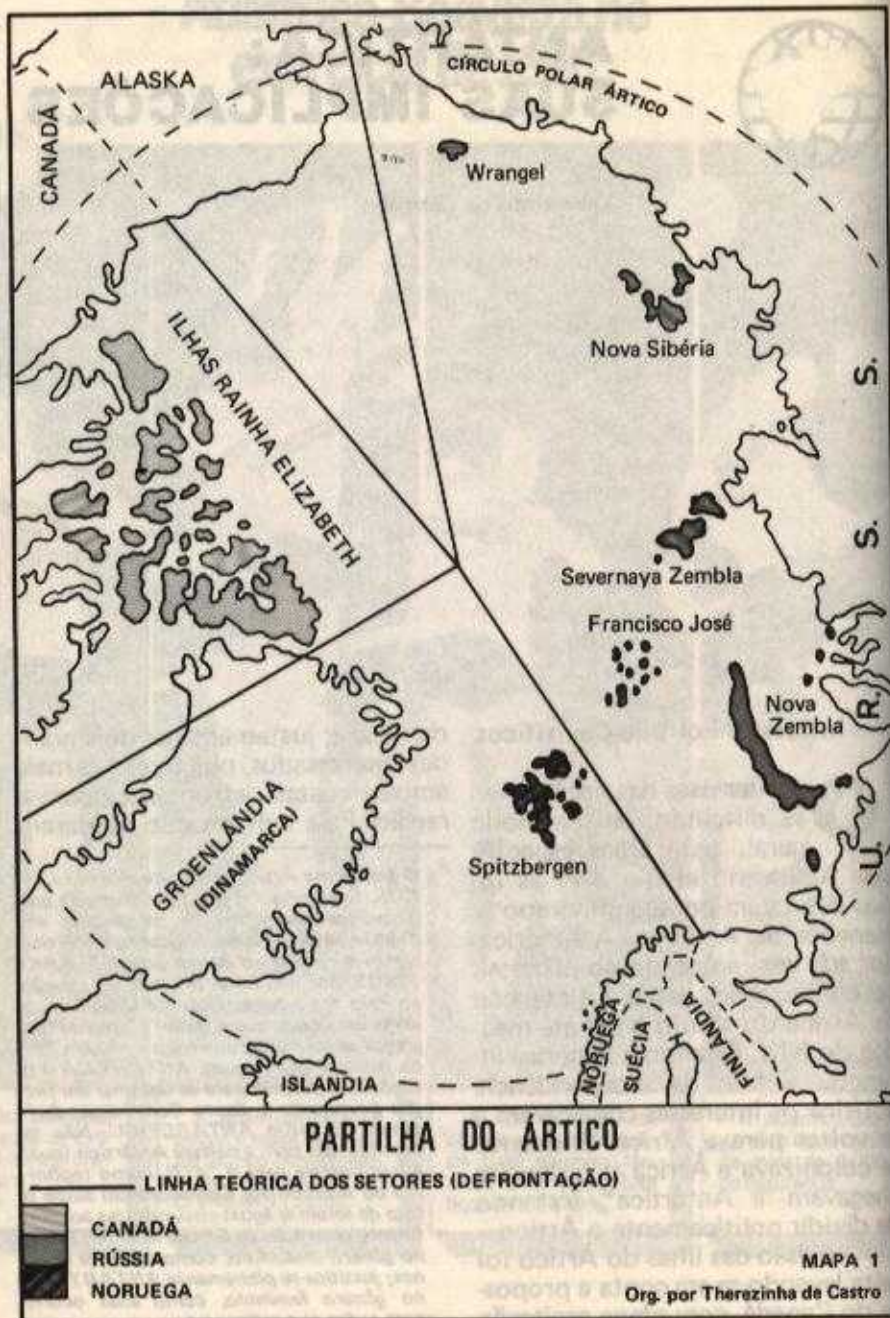 ALASKA
CANADÁ
CÍRCULO POLAR ÁRTICO
Wrangel
Nova Sibéria
ILHAS RAINHA ELIZABETH
Severnaya Zembla
Francisco José
Nova
Zembla
Spitzbergen
U. R. S. S.
GROENLÂNDIA
(DINAMARCA)
ISLANDIA
NORUEGA
SUÉCIA
FINLÂNDIA
PARTILHA DO ÁRTICO
LINHA TEÓRICA DOS SETORES (DEFRONTAÇÃO)
CANADÁ
RÚSSIA
NORUEGA
MAPA 1
Org. por Therezinha de Castro